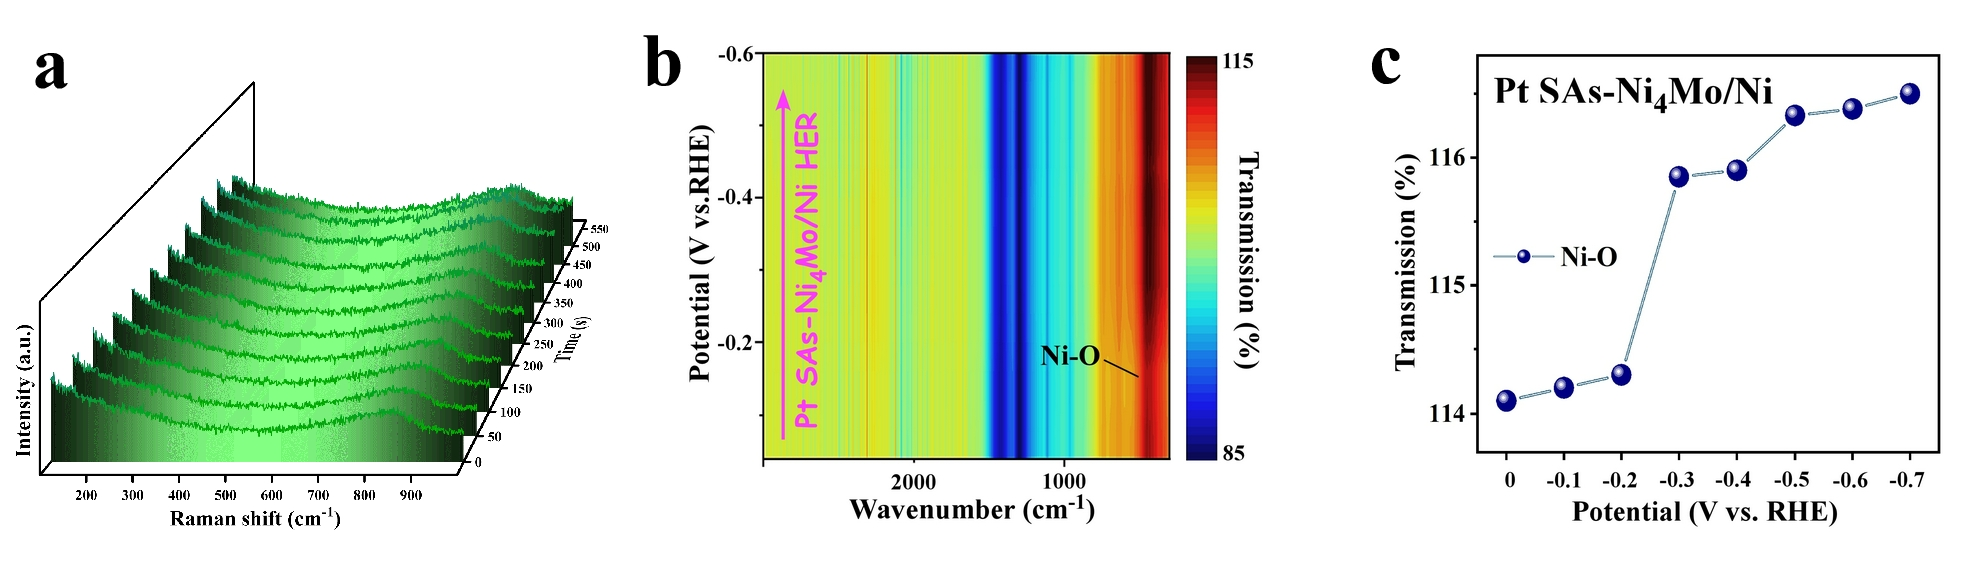 a
Intensity (a.u.)
200 300 400 500 600 700 800 900
Raman shift (cm-1)
0
50
100
150
200
250
300
350
400
450
500
550
Time (s)
b
Potential (V vs.RHE)
-0.6
-0.4
-0.2
Pt SAs-Ni4Mo/Ni HER
Ni-O
2000 1000
Wavenumber (cm-1)
115
85
Transmission (%)
c
Pt SAs-Ni4Mo/Ni
Ni-O
Transmission (%)
116
115
114
0 -0.1 -0.2 -0.3 -0.4 -0.5 -0.6 -0.7
Potential (V vs. RHE)